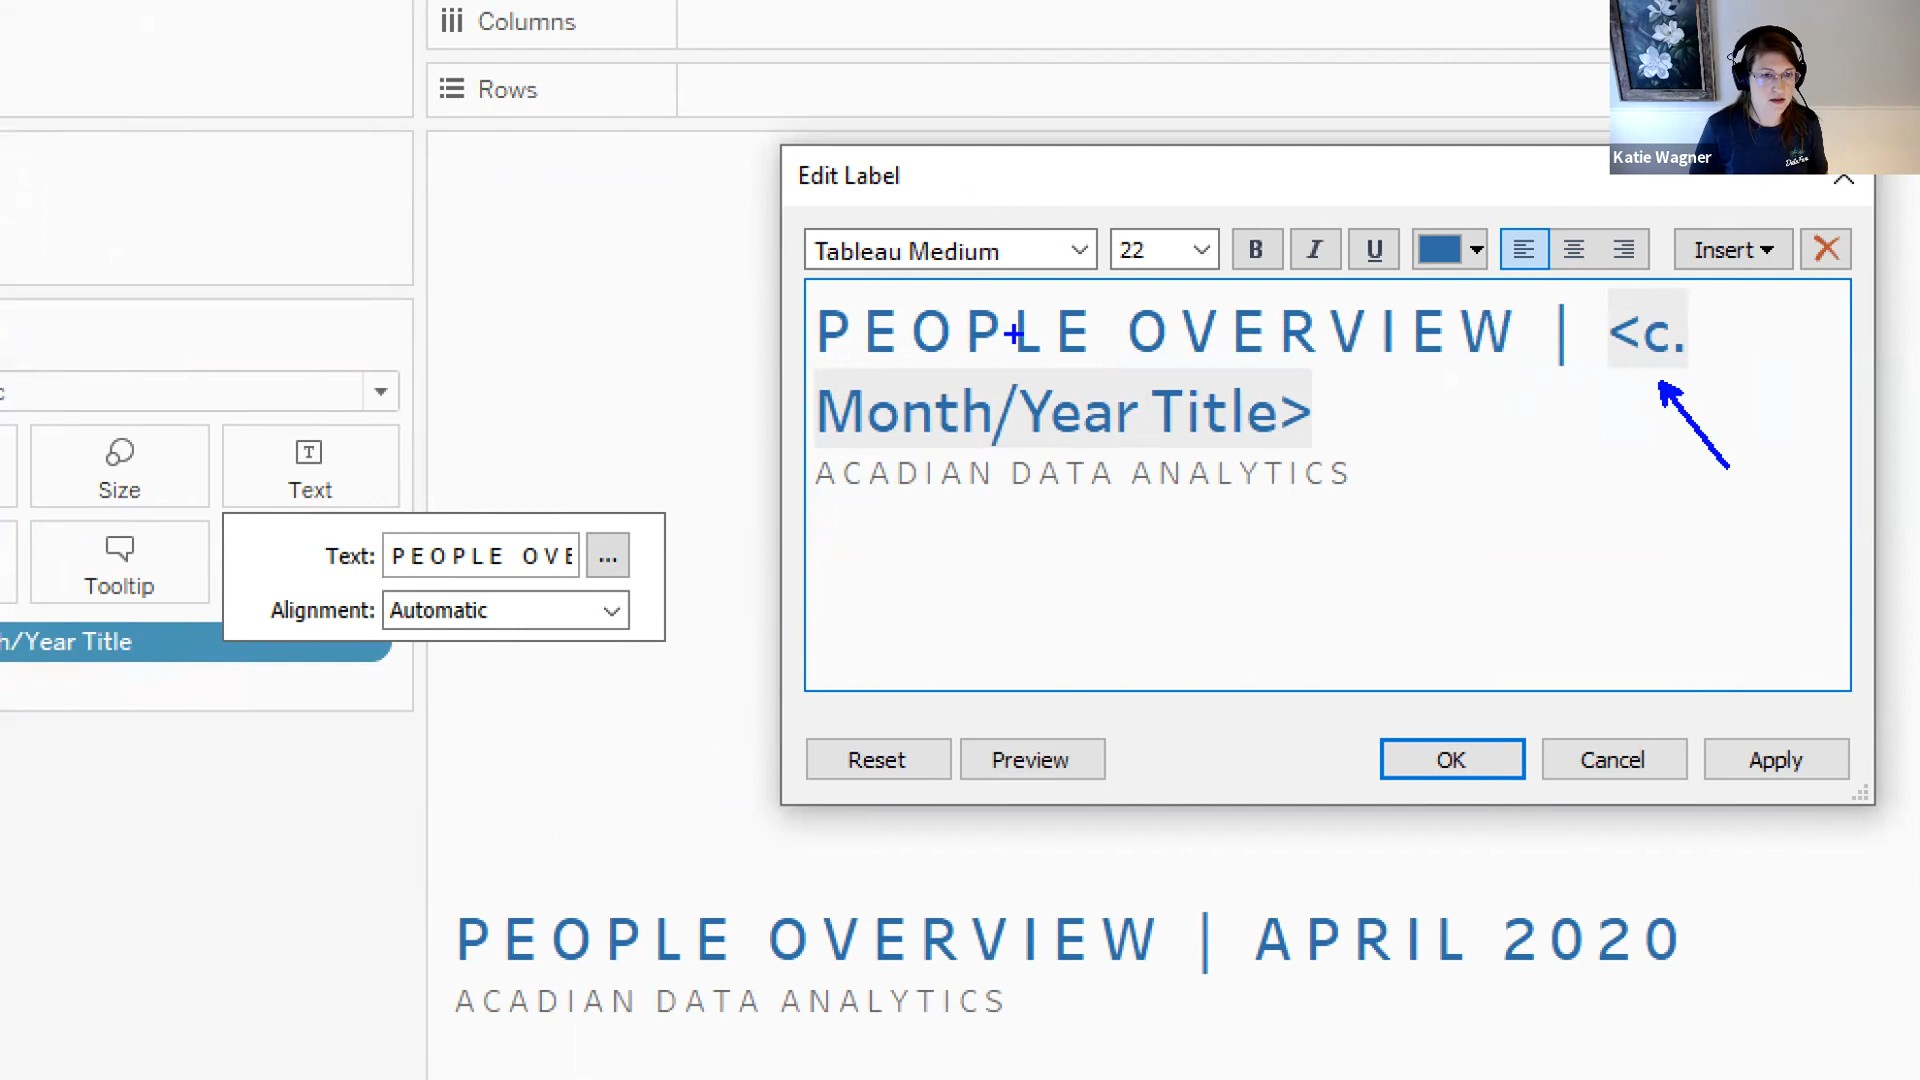 Columns
Rows
Katie Wagner
Edit Label
Tableau Medium
22
B
I
U
Insert
PEOPLE OVERVIEW | <c.
Month/Year Title>
ACADIAN DATA ANALYTICS
Size
Text
Text: PEOPLE OVE
...
Tooltip
Alignment: Automatic
h/Year Title
Reset
Preview
OK
Cancel
Apply
PEOPLE OVERVIEW | APRIL 2020
ACADIAN DATA ANALYTICS